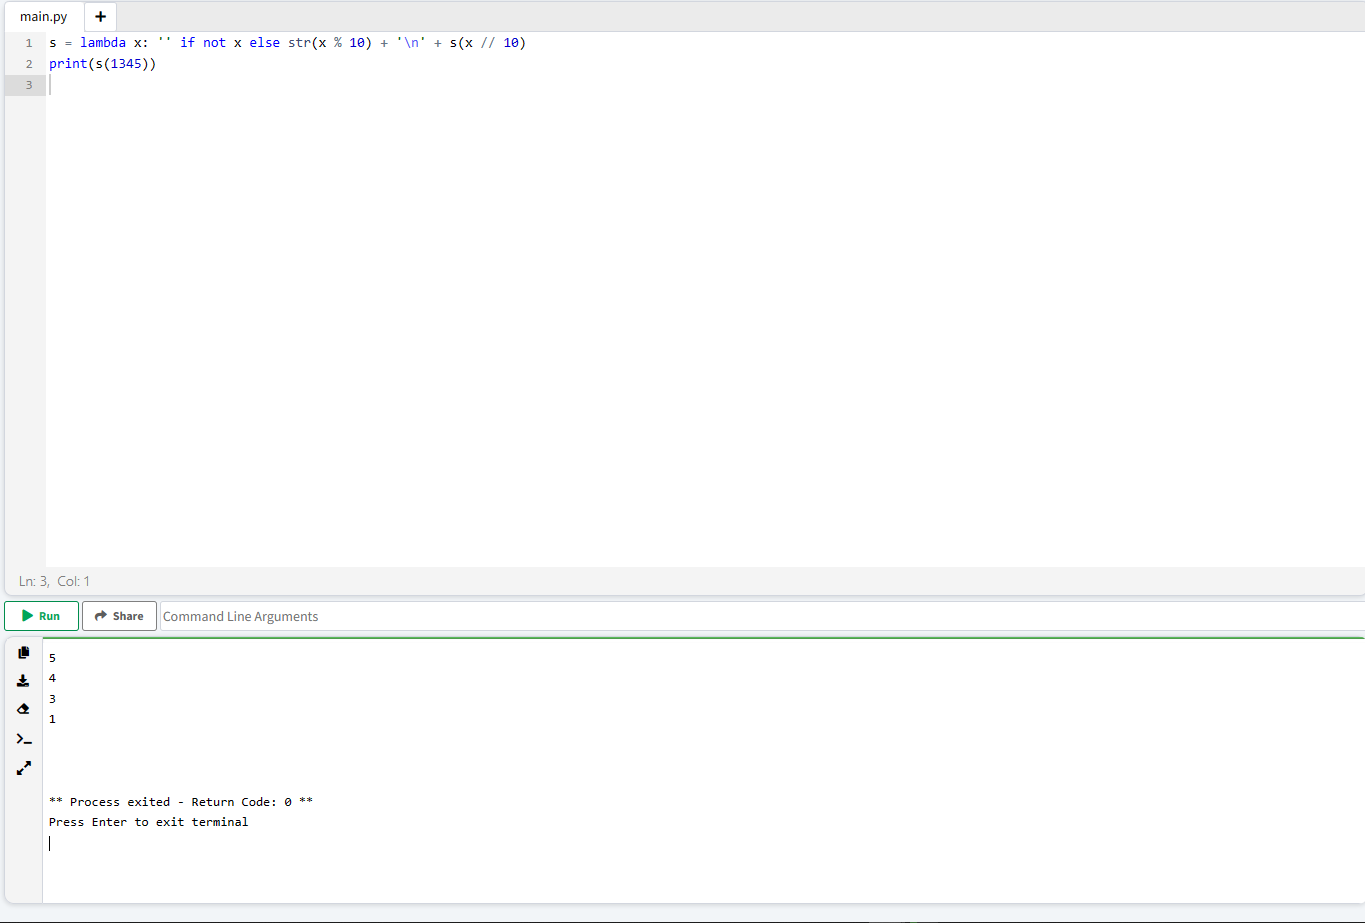 main.py +
1 s = lambda x: '' if not x else str(x % 10) + '\n' + s(x // 10)
2 print(s(1345))
3
Ln: 3, Col: 1
Run Share Command Line Arguments
5
4
3
1
** Process exited - Return Code: 0 **
Press Enter to exit terminal